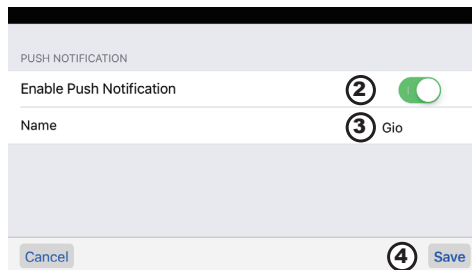 PUSH NOTIFICATION
Enable Push Notification 2
Name 3 Gio
Cancel 4 Save